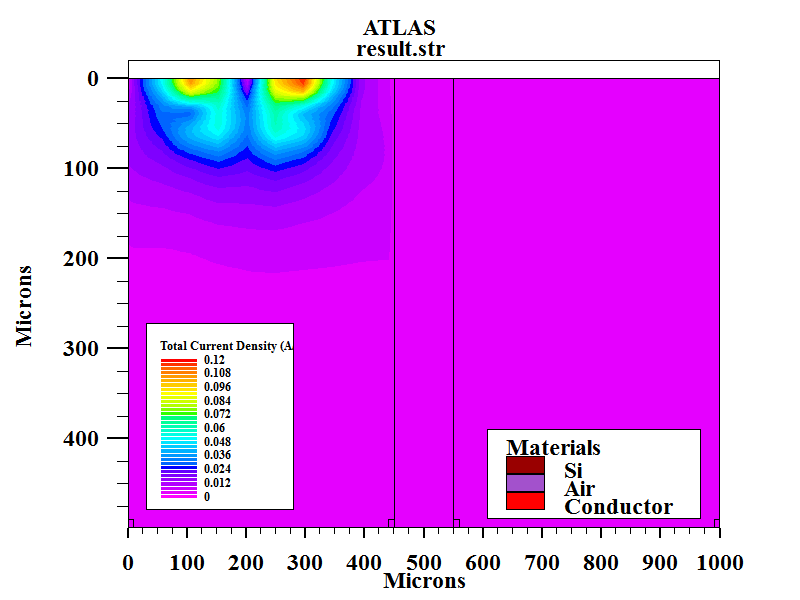 ATLAS
result.str
Microns
0
100
200
300
400
Total Current Density (A
0.12
0.108
0.096
0.084
0.072
0.06
0.048
0.036
0.024
0.012
0
Materials
Si
Air
Conductor
0 100 200 300 400 500 600 700 800 900 1000
Microns